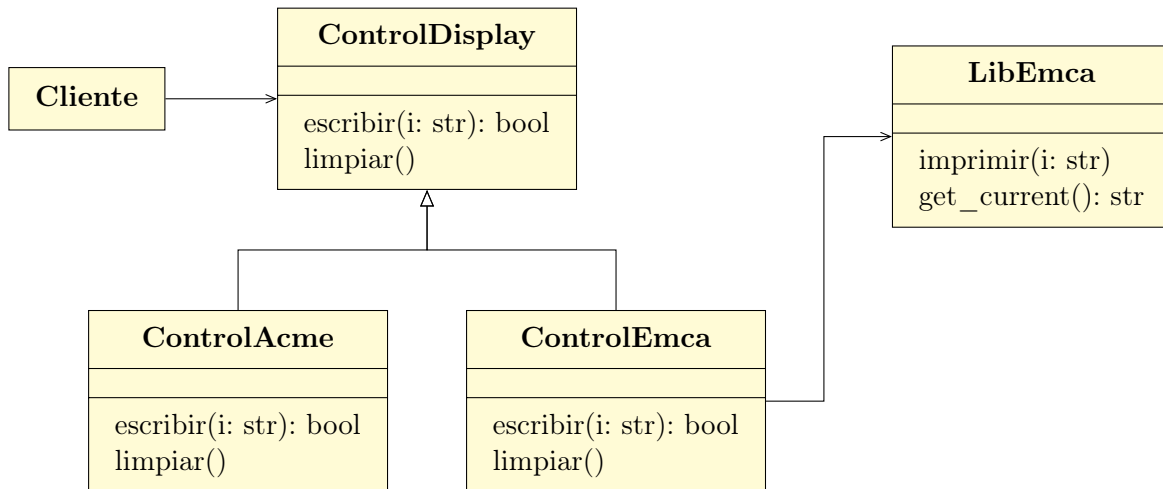 ControlDisplay
escribir(i: str): bool
limpiar()
Cliente
LibEmca
imprimir(i: str)
get_current(): str
ControlAcme
escribir(i: str): bool
limpiar()
ControlEmca
escribir(i: str): bool
limpiar()